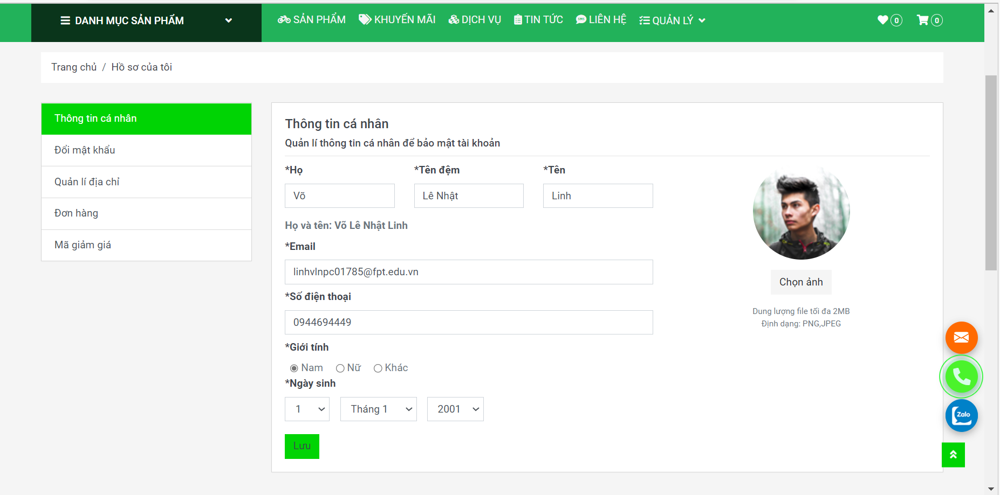 DANH MỤC SẢN PHẨM
SẢN PHẨM KHUYẾN MÃI DỊCH VỤ TIN TỨC SMS LIÊN HỆ QUẢN LÝ 0 0
Trang chủ / Hồ sơ của tôi
Thông tin cá nhân
Đổi mật khẩu
Quản lí địa chỉ
Đơn hàng
Mã giảm giá
Thông tin cá nhân
Quản lí thông tin cá nhân để bảo mật tài khoản
*Họ *Tên đệm *Tên
Võ Lê Nhật Linh
Họ và tên: Võ Lê Nhật Linh
*Email
linhvlnpc01785@fpt.edu.vn
*Số điện thoại
0944694449
*Giới tính
Nam Nữ Khác
*Ngày sinh
1 Tháng 1 2001
Lưu
Chọn ảnh
Dung lượng file tối đa 2MB
Định dạng: PNG,JPEG
Zalo